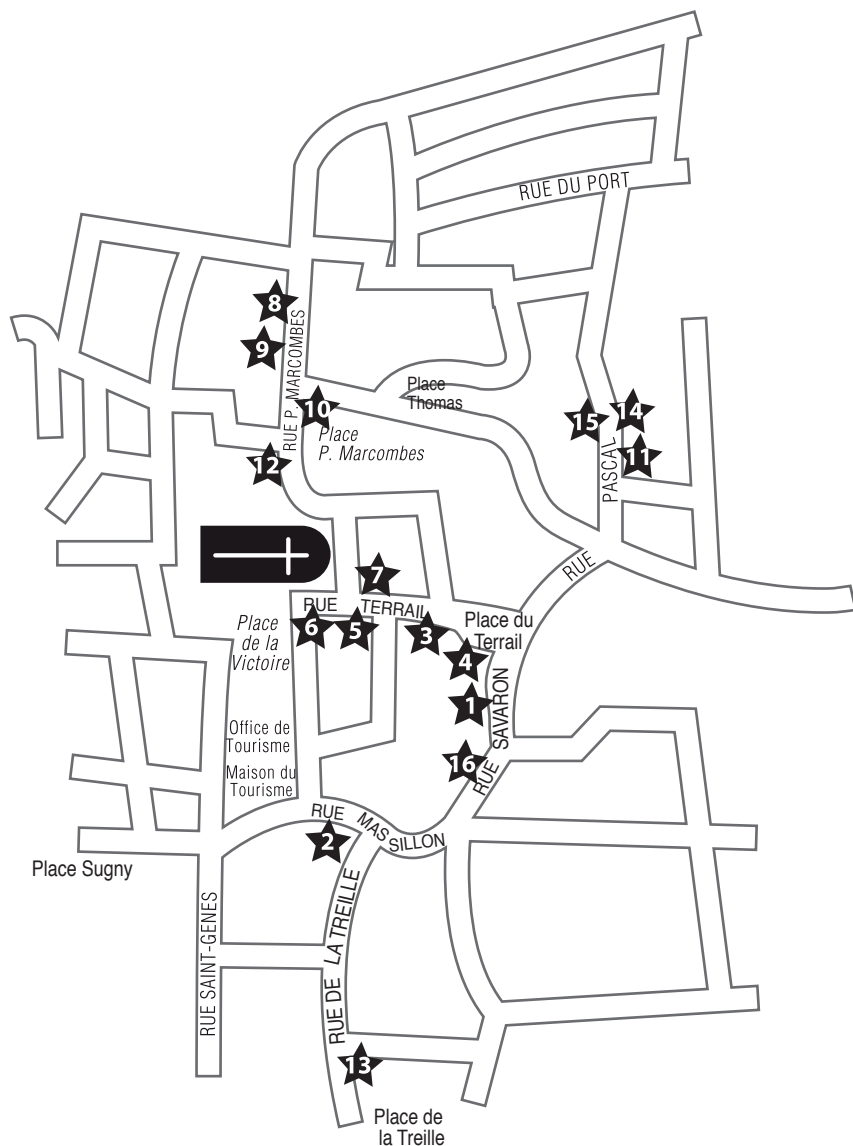 RUE DU PORT
8
9
RUE P. MARCOMBES
10
Place
Thomas
Place
P. Marcombes
12
15
14
11
RUE
PASCAL
7
RUE TERRAIL
6
5
3
Place du
Terrail
4
1
Place
de la
Victoire
Office de
Tourisme
Maison du
Tourisme
16
RUE SAVARON
RUE MASSILLON
2
Place Sugny
RUE SAINT-GENES
RUE DE LA TREILLE
13
Place de
la Treille